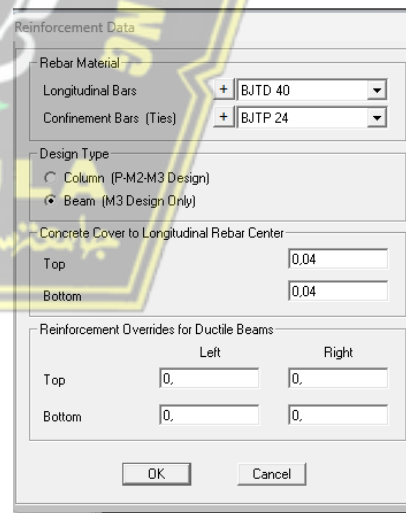 Reinforcement Data
Rebar Material
Longitudinal Bars + BJTD 40
Confinement Bars (Ties) + BJTP 24
Design Type
Column (P-M2-M3 Design)
Beam (M3 Design Only)
Concrete Cover to Longitudinal Rebar Center
Top 0,04
Bottom 0,04
Reinforcement Overrides for Ductile Beams
Left Right
Top 0, 0,
Bottom 0, 0,
OK Cancel